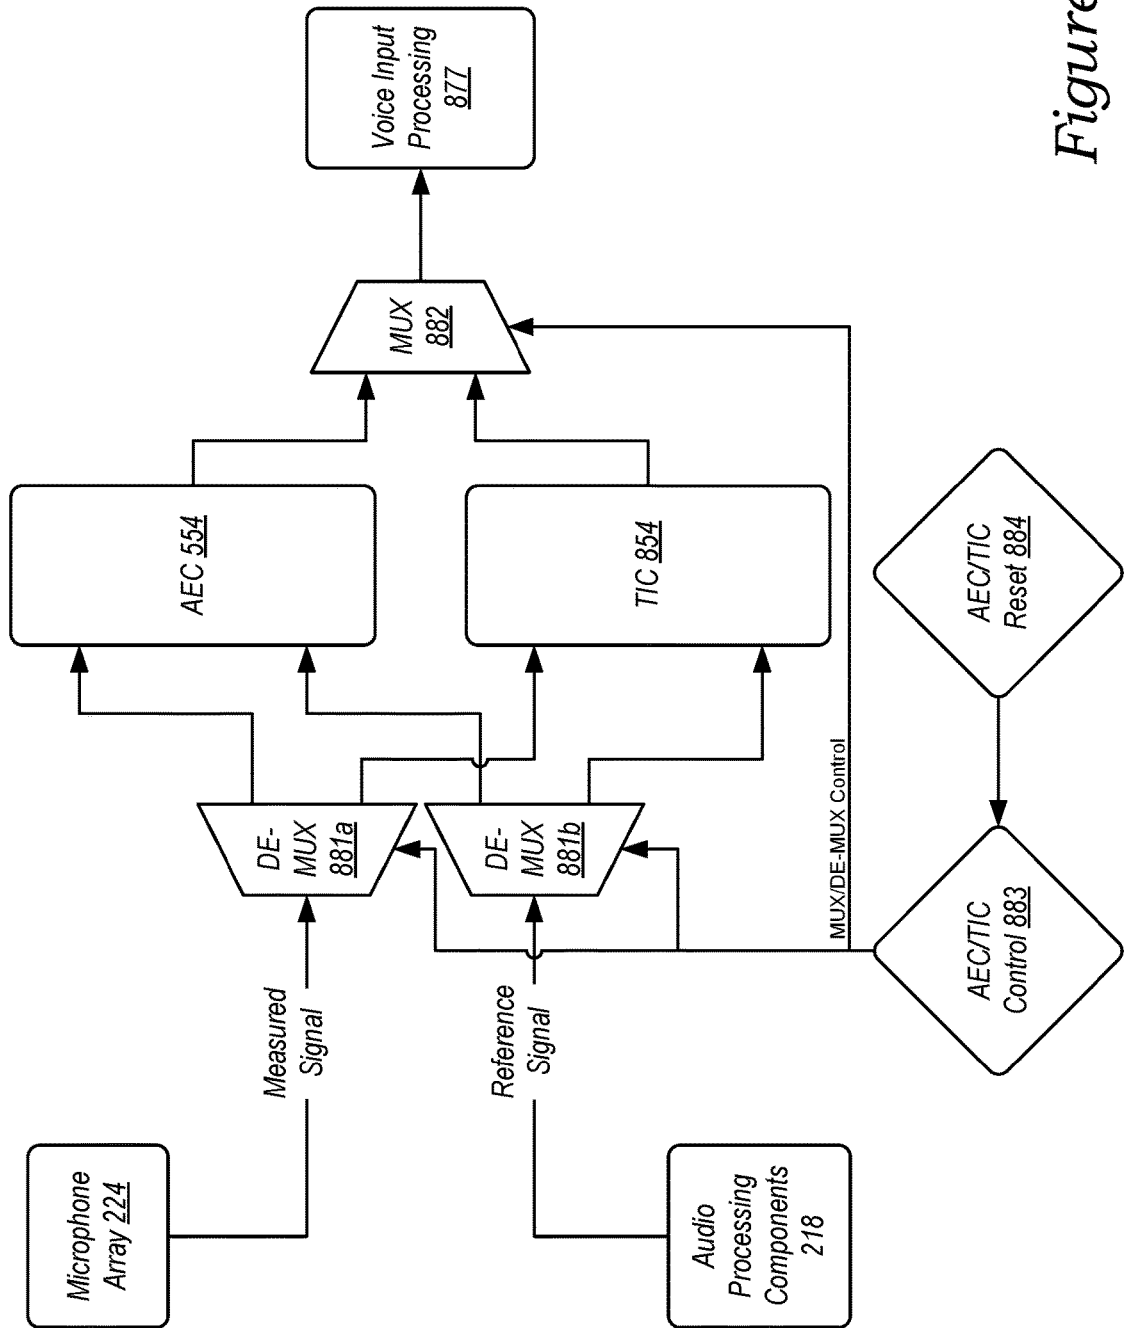 Microphone
Array 224
Measured
Signal
DE-
MUX
881a
AEC 554
Audio
Processing
Components
218
Reference
Signal
DE-
MUX
881b
TIC 854
MUX
882
Voice Input
Processing
877
MUX/DE-MUX Control
AEC/TIC
Control 883
AEC/TIC
Reset 884
Figure